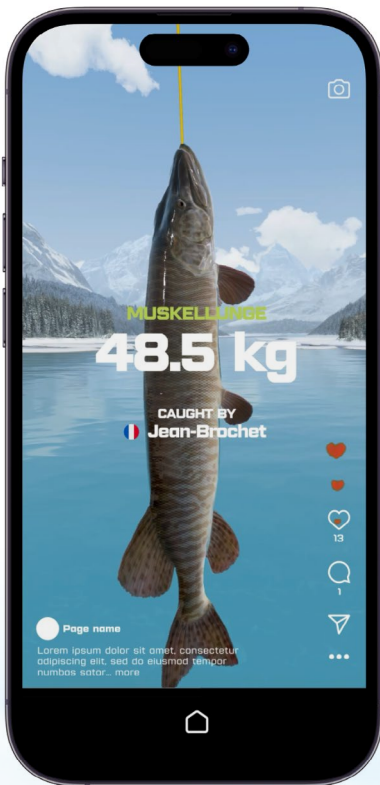 MUSKELLUNGE
48.5 kg
CAUGHT BY
Jean-Brochet
13
1
Page name
Lorem ipsum dolor sit amet, consectetur
adipiscing elit, sed do eiusmod tempor
numbas sator... more